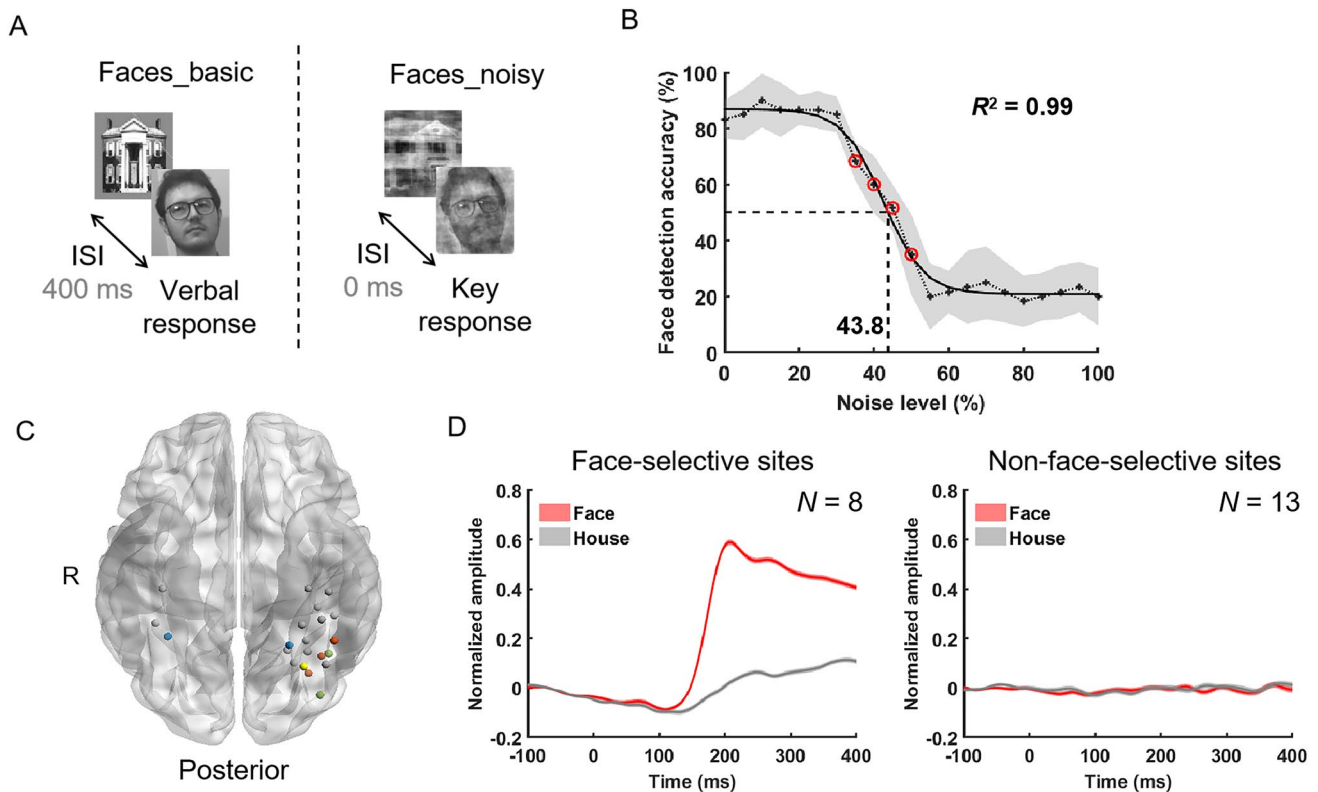 A
Faces_basic
ISI
400 ms
Verbal
response
Faces_noisy
ISI
0 ms
Key
response
B
Face detection accuracy (%)
100
80
60
40
20
0
R² = 0.99
43.8
0 20 40 60 80 100
Noise level (%)
C
R
Posterior
D
Face-selective sites
N = 8
Face
House
Normalized amplitude
0.8
0.6
0.4
0.2
0
-0.2
-100 0 100 200 300 400
Time (ms)
Non-face-selective sites
N = 13
Face
House
Normalized amplitude
0.8
0.6
0.4
0.2
0
-0.2
-100 0 100 200 300 400
Time (ms)